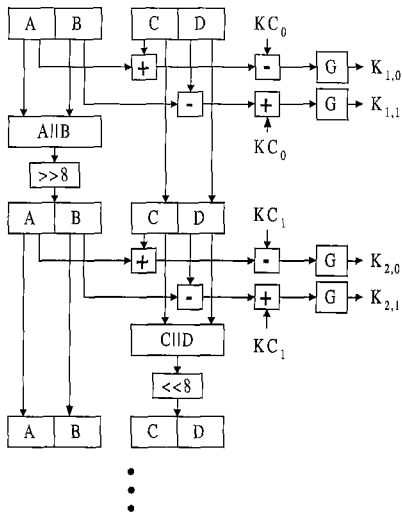 A B C D KC₀
+ - G K₁,₀
- + G K₁,₁
A||B KC₀
>>8
A B C D KC₁
+ - G K₂,₀
- + G K₂,₁
C||D KC₁
<<8
A B C D